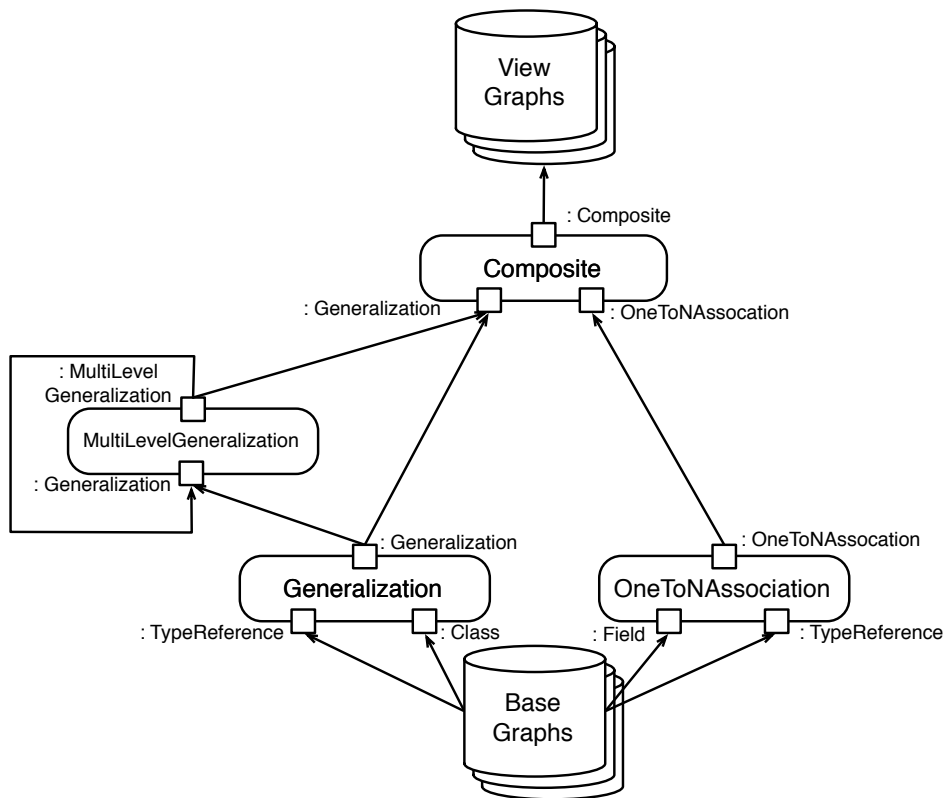 View
Graphs
: Composite
Composite
: Generalization
: OneToNAssocation
: MultiLevel
Generalization
MultiLevelGeneralization
: Generalization
: Generalization
: OneToNAssocation
Generalization
OneToNAssociation
: TypeReference
: Class
: Field
: TypeReference
Base
Graphs